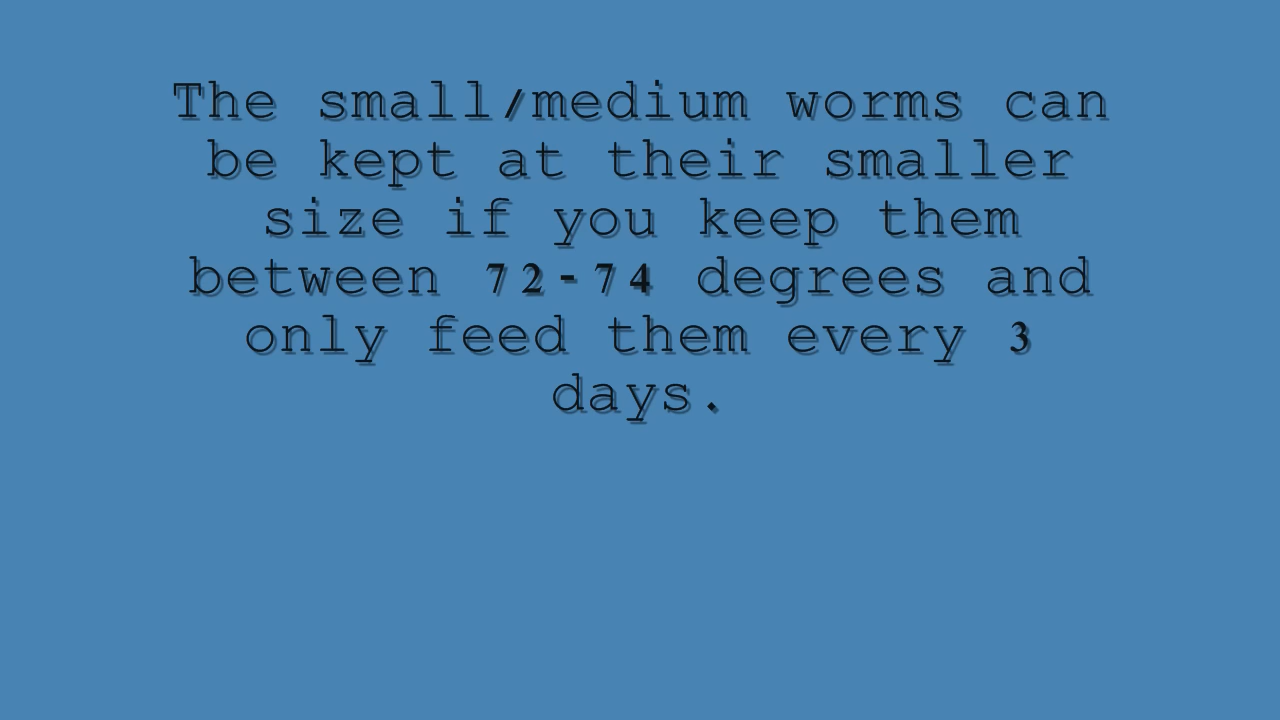 The small/medium worms can
be kept at their smaller
size if you keep them
between 72-74 degrees and
only feed them every 3
days.